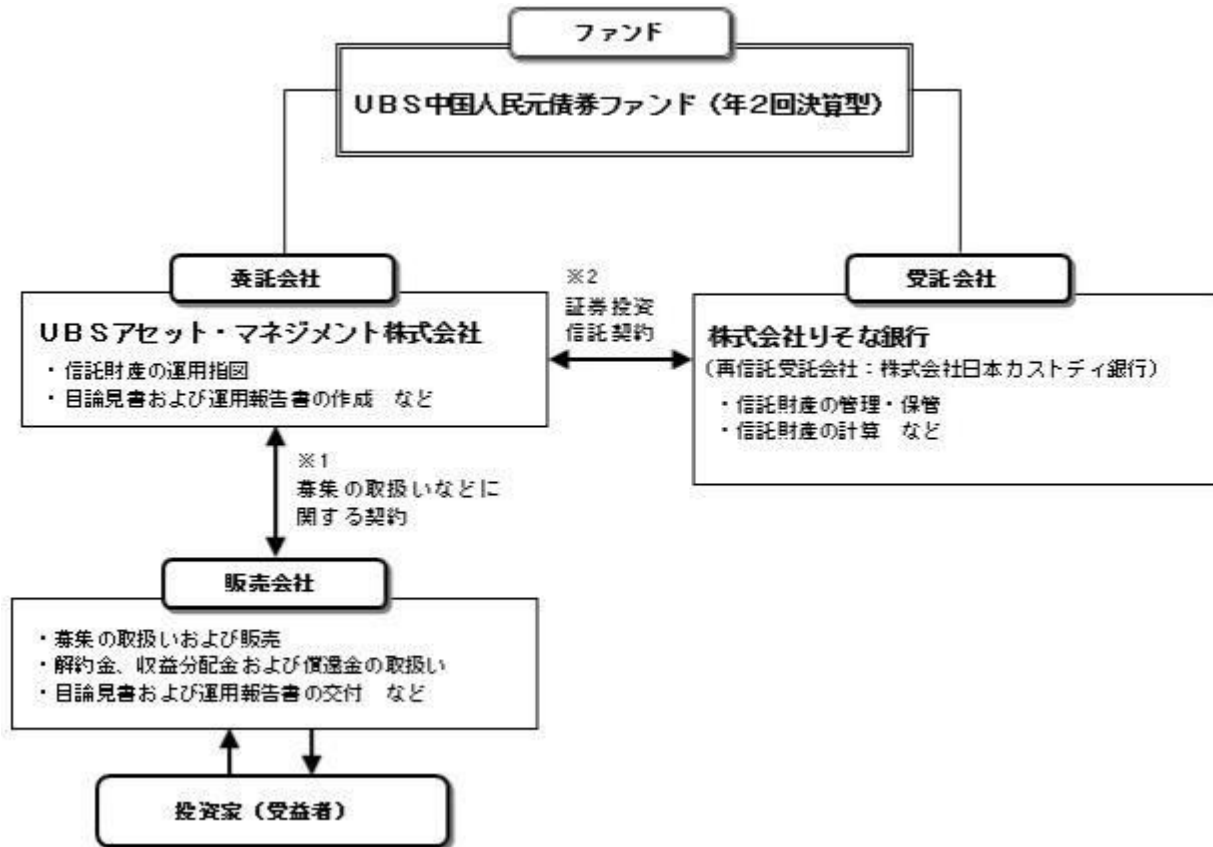 ファンド
UBS中国人民元債券ファンド(年2回決算型)
委託会社
UBSアセット・マネジメント株式会社
・信託財産の運用指図
・目論見書および運用報告書の作成 など
※2
証券投資
信託契約
受託会社
株式会社りそな銀行
(再信託受託会社:株式会社日本カストディ銀行)
・信託財産の管理・保管
・信託財産の計算 など
※1
募集の取扱いなどに
関する契約
販売会社
・募集の取扱いおよび販売
・解約金、収益分配金および償還金の取扱い
・目論見書および運用報告書の交付 など
投資家(受益者)